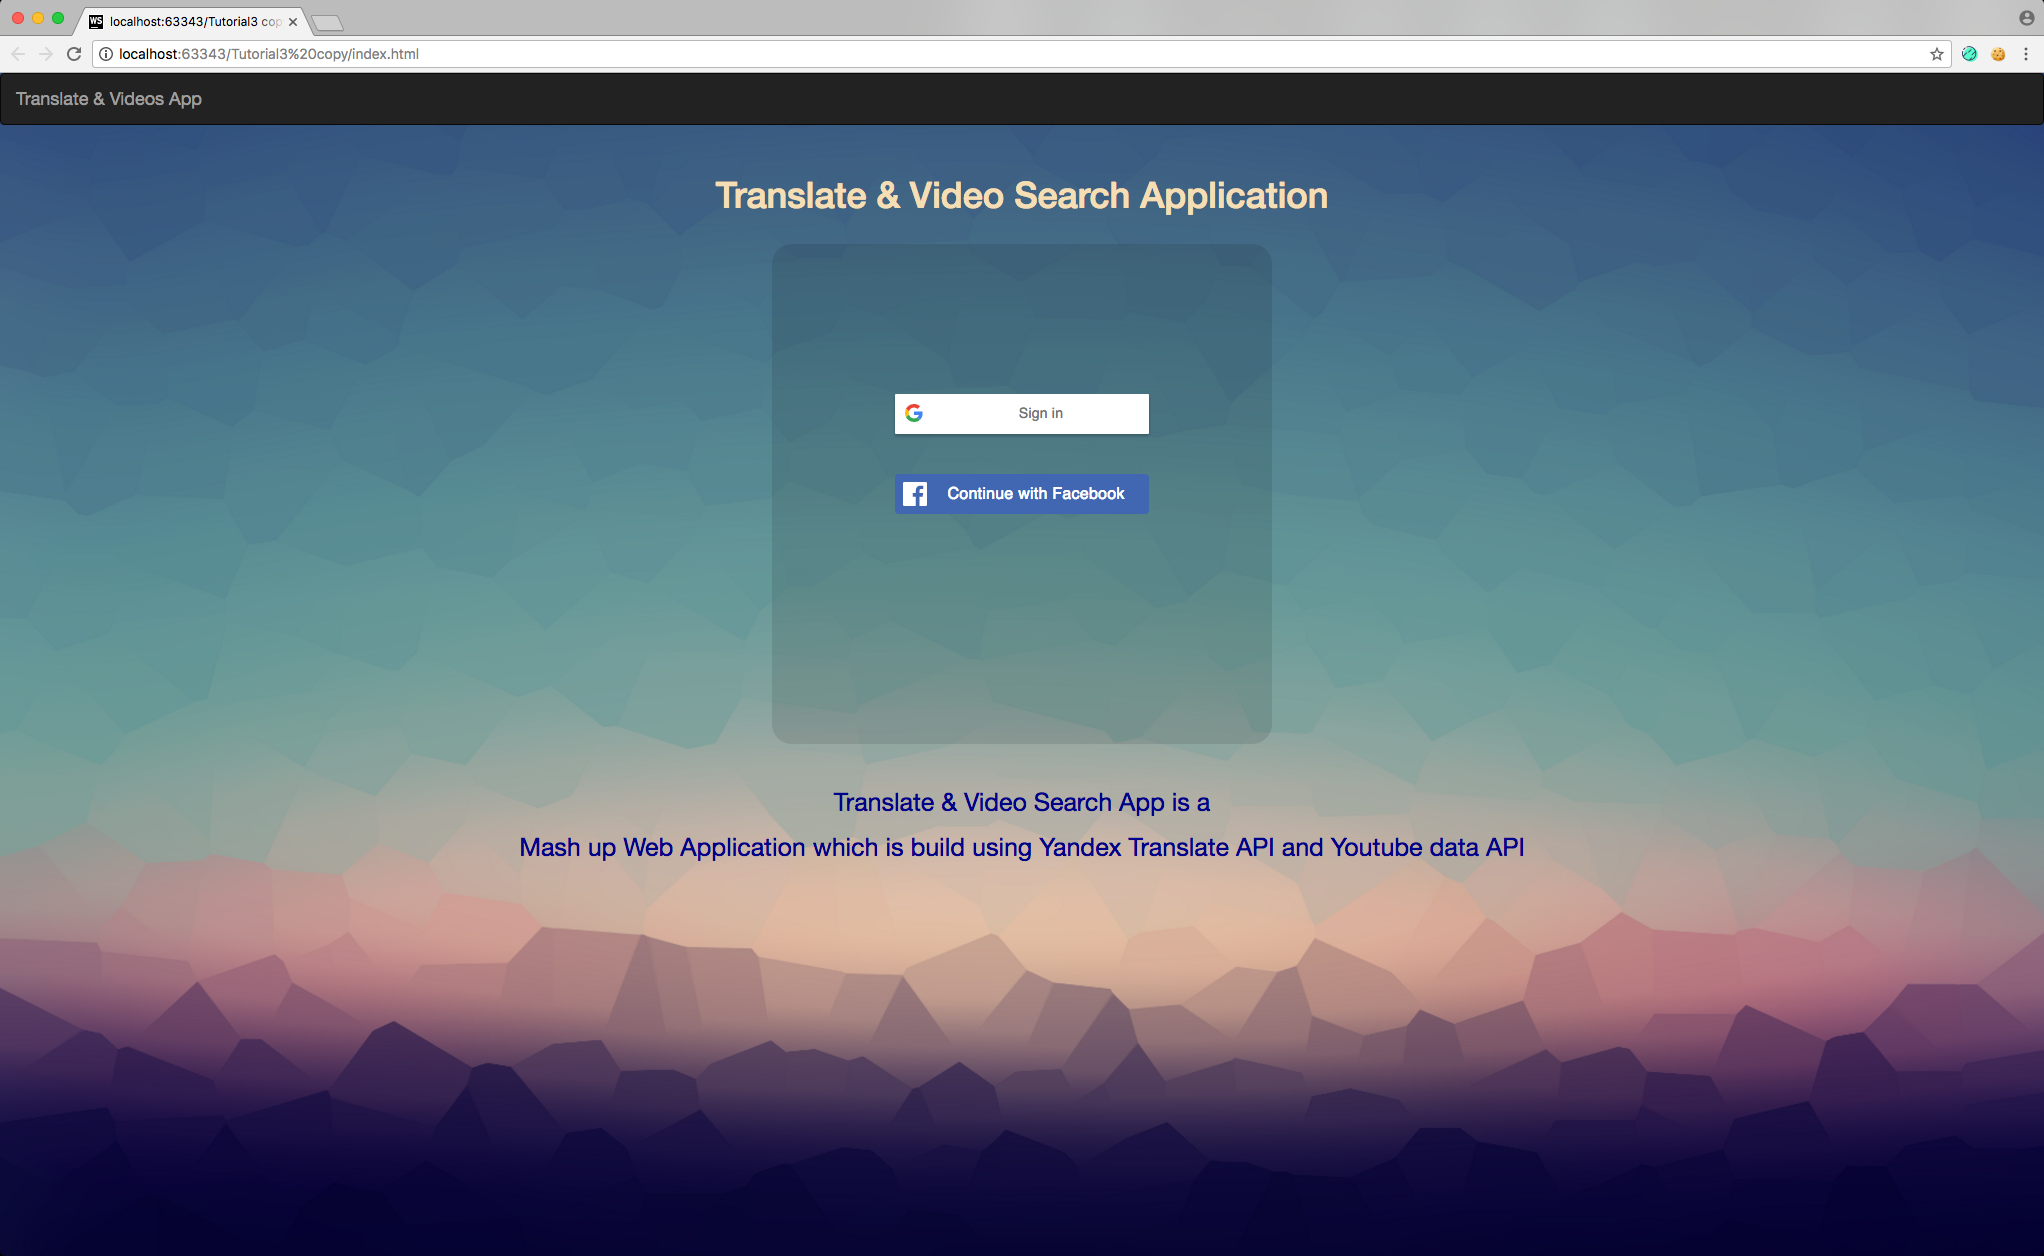 WS localhost:63343/Tutorial3 cop
localhost:63343/Tutorial3%20copy/index.html
Translate & Videos App
Translate & Video Search Application
Sign in
Continue with Facebook
Translate & Video Search App is a
Mash up Web Application which is build using Yandex Translate API and Youtube data API